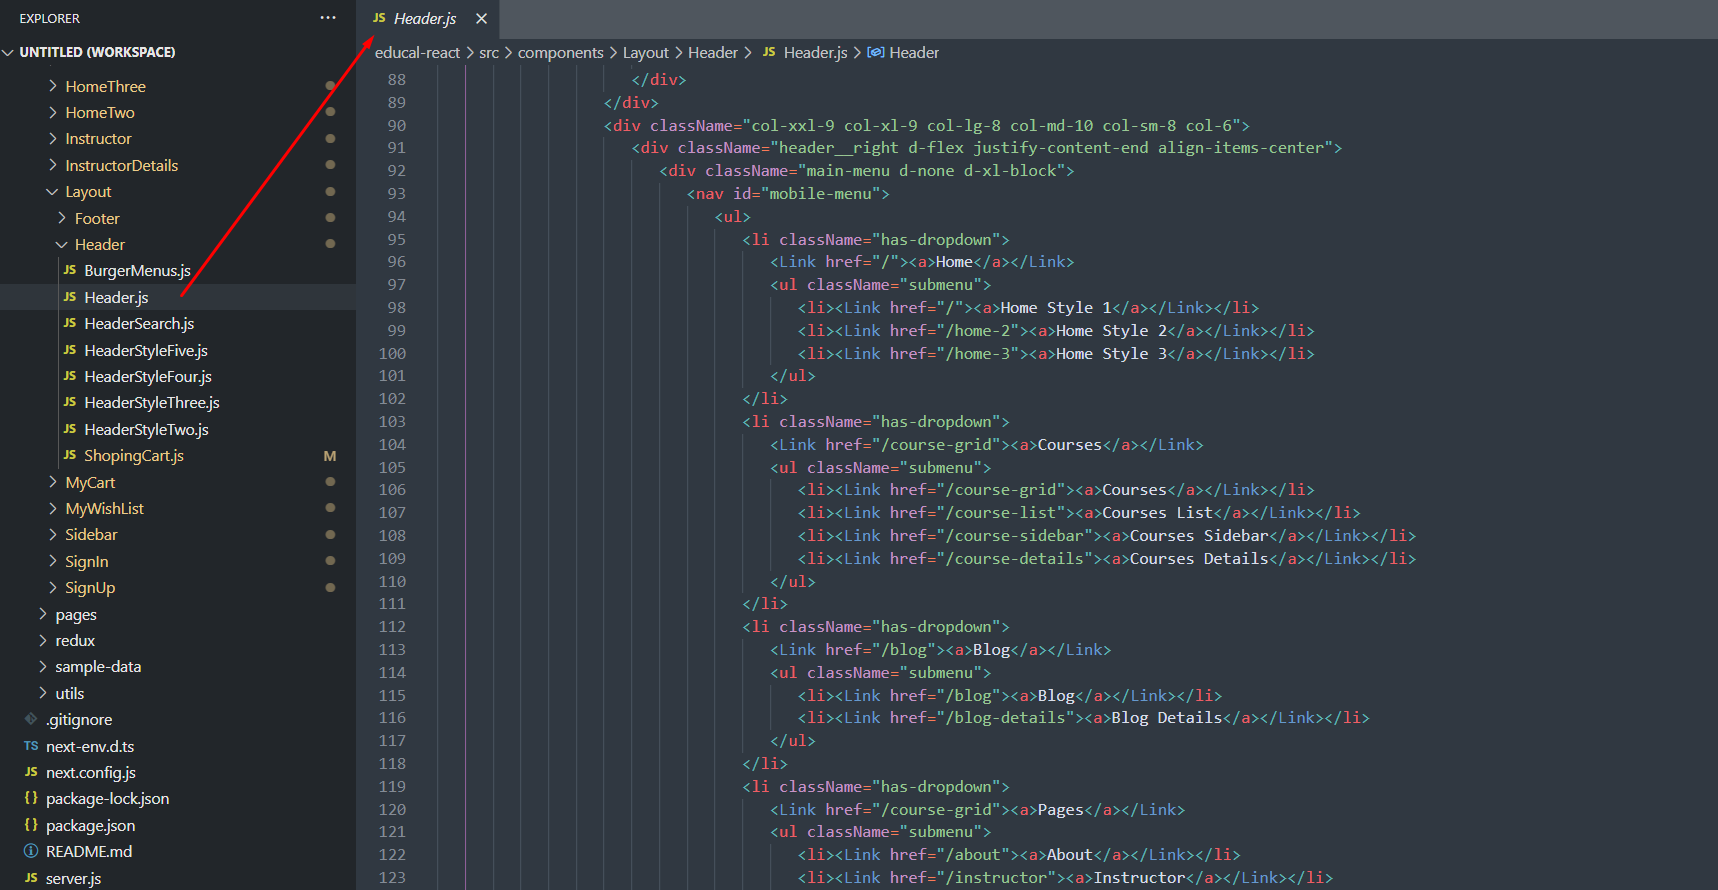 EXPLORER
UNTITLED (WORKSPACE)
HomeThree
HomeTwo
Instructor
InstructorDetails
Layout
Footer
Header
JS BurgerMenus.js
JS Header.js
JS HeaderSearch.js
JS HeaderStyleFive.js
JS HeaderStyleFour.js
JS HeaderStyleThree.js
JS HeaderStyleTwo.js
JS ShopingCart.js M
MyCart
MyWishList
Sidebar
SignIn
SignUp
pages
redux
sample-data
utils
.gitignore
TS next-env.d.ts
JS next.config.js
{} package-lock.json
{} package.json
README.md
JS server.js
JS Header.js
educal-react > src > components > Layout > Header > JS Header.js > Header
88 </div>
89 </div>
90 <div className="col-xxl-9 col-xl-9 col-lg-8 col-md-10 col-sm-8 col-6">
91 <div className="header__right d-flex justify-content-end align-items-center">
92 <div className="main-menu d-none d-xl-block">
93 <nav id="mobile-menu">
94 <ul>
95 <li className="has-dropdown">
96 <Link href="/"><a>Home</a></Link>
97 <ul className="submenu">
98 <li><Link href="/"><a>Home Style 1</a></Link></li>
99 <li><Link href="/home-2"><a>Home Style 2</a></Link></li>
100 <li><Link href="/home-3"><a>Home Style 3</a></Link></li>
101 </ul>
102 </li>
103 <li className="has-dropdown">
104 <Link href="/course-grid"><a>Courses</a></Link>
105 <ul className="submenu">
106 <li><Link href="/course-grid"><a>Courses</a></Link></li>
107 <li><Link href="/course-list"><a>Courses List</a></Link></li>
108 <li><Link href="/course-sidebar"><a>Courses Sidebar</a></Link></li>
109 <li><Link href="/course-details"><a>Courses Details</a></Link></li>
110 </ul>
111 </li>
112 <li className="has-dropdown">
113 <Link href="/blog"><a>Blog</a></Link>
114 <ul className="submenu">
115 <li><Link href="/blog"><a>Blog</a></Link></li>
116 <li><Link href="/blog-details"><a>Blog Details</a></Link></li>
117 </ul>
118 </li>
119 <li className="has-dropdown">
120 <Link href="/course-grid"><a>Pages</a></Link>
121 <ul className="submenu">
122 <li><Link href="/about"><a>About</a></Link></li>
123 <li><Link href="/instructor"><a>Instructor</a></Link></li>